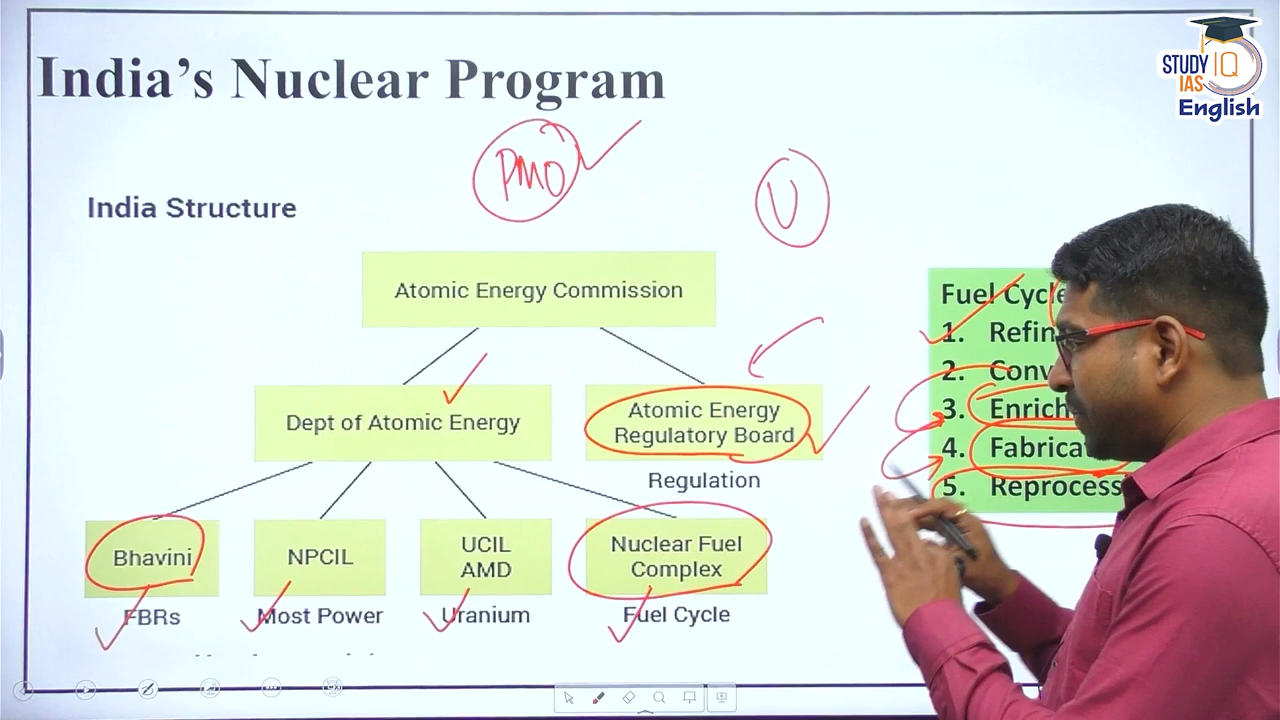 India's Nuclear Program
STUDY IQ
IAS
English
PMO
U
India Structure
Atomic Energy Commission
Fuel Cycle
1. Refin
2. Conv
3. Enrich
4. Fabrica
5. Reprocess
Dept of Atomic Energy
Atomic Energy
Regulatory Board
Regulation
Bhavini
NPCIL
UCIL
AMD
Nuclear Fuel
Complex
FBRs
Most Power
Uranium
Fuel Cycle